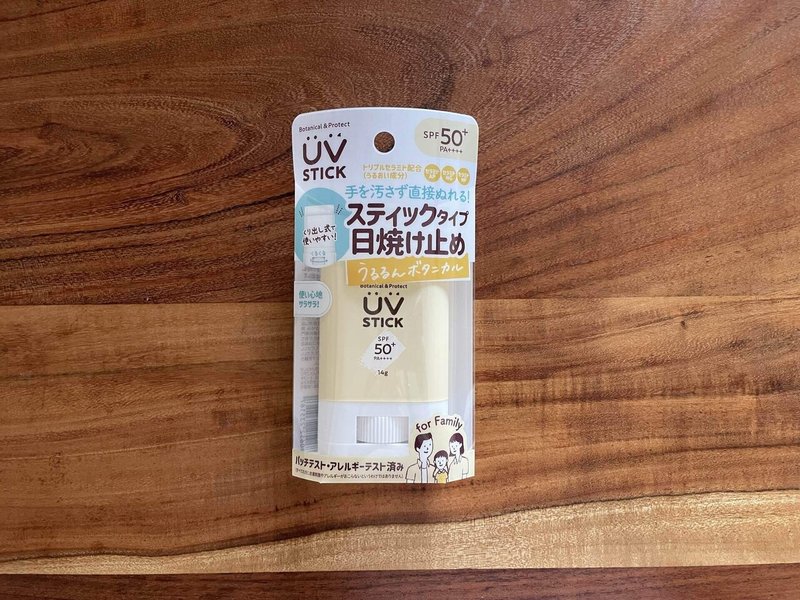 Botanical & Protect
UV
STICK
SPF50+
PA++++
トリプルセラミド配合
(うるおい成分)
手を汚さず直接ぬれる!
スティックタイプ
日焼け止め
うるるんボタニカル
くり出し式で
使いやすい!
くるくる
使い心地
サラサラ!
Botanical & Protect
UV
STICK
SPF
50+
PA++++
14g
for Family
パッチテスト・アレルギーテスト済み